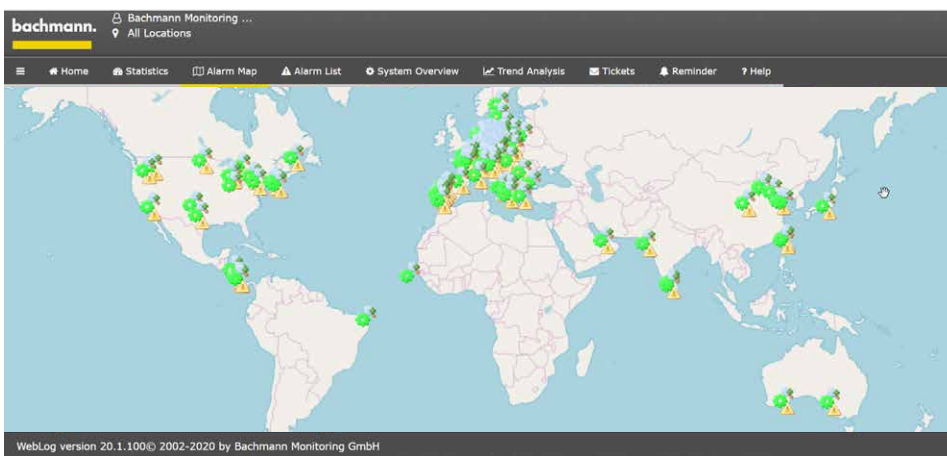 bachmann.
Bachmann Monitoring ...
All Locations
Home Statistics Alarm Map Alarm List System Overview Trend Analysis Tickets Reminder ? Help
WebLog version 20.1.100© 2002-2020 by Bachmann Monitoring GmbH